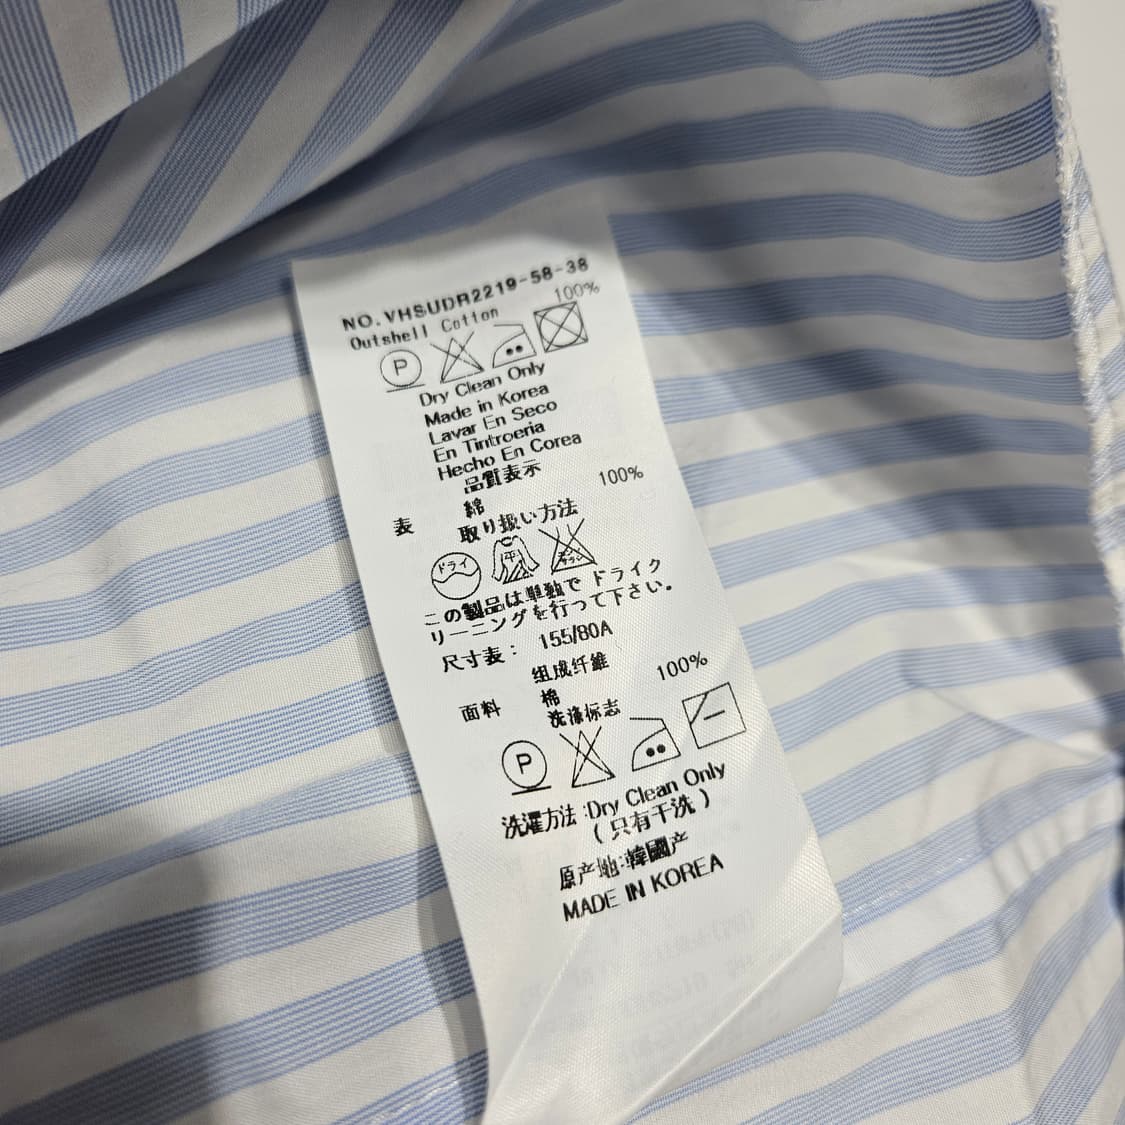 NO.VHSUDR2219-58-38
Outshell Cotton 100%
P
Dry Clean Only
Made in Korea
Lavar En Seco
En Tintroeria
Hecho En Corea
品質表示
表 綿 100%
取り扱い方法
ドライ 平
この製品は単独で ドライク
リーニングを行って下さい。
尺寸表： 155/80A
组成纤维
面料 棉 100%
洗涤标志
P
洗濯方法 :Dry Clean Only
(只有干洗)
原产地:韓國产
MADE IN KOREA